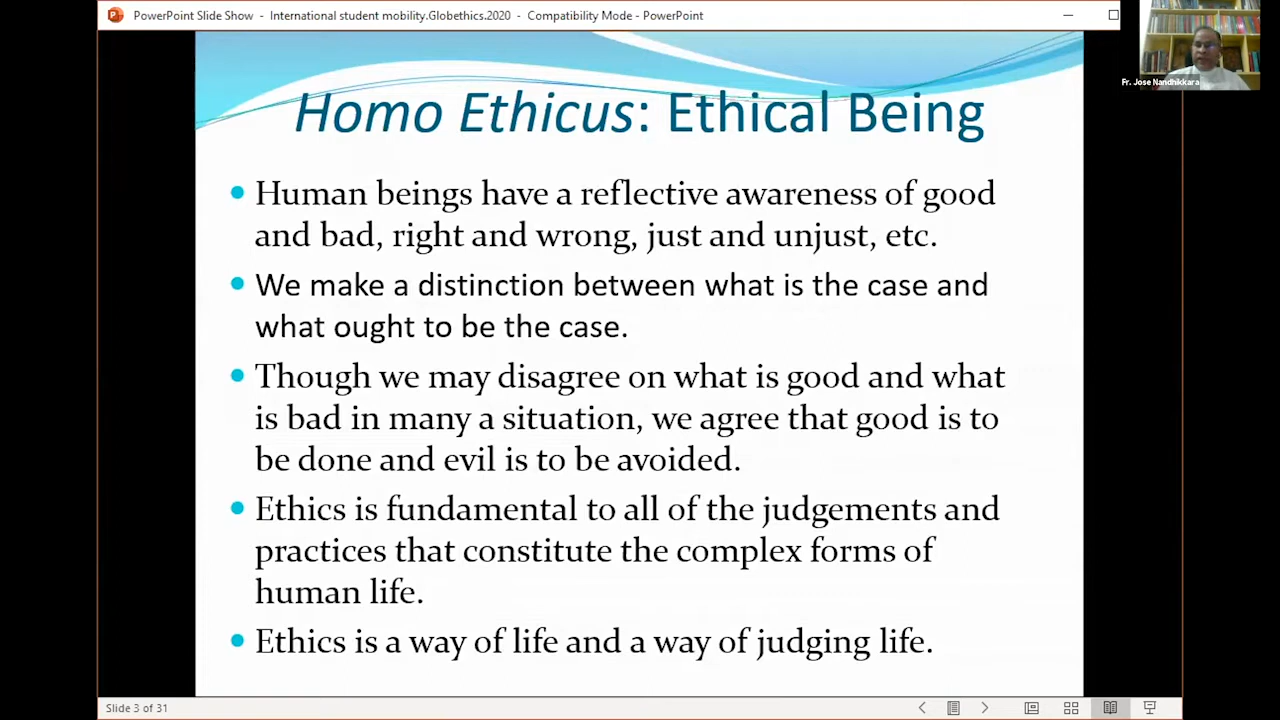 PowerPoint Slide Show - International student mobility.Globethics.2020 - Compatibility Mode - PowerPoint
Fr. Jose Nandhikkara
Homo Ethicus: Ethical Being
Human beings have a reflective awareness of good
and bad, right and wrong, just and unjust, etc.
We make a distinction between what is the case and
what ought to be the case.
Though we may disagree on what is good and what
is bad in many a situation, we agree that good is to
be done and evil is to be avoided.
Ethics is fundamental to all of the judgements and
practices that constitute the complex forms of
human life.
Ethics is a way of life and a way of judging life.
Slide 3 of 31